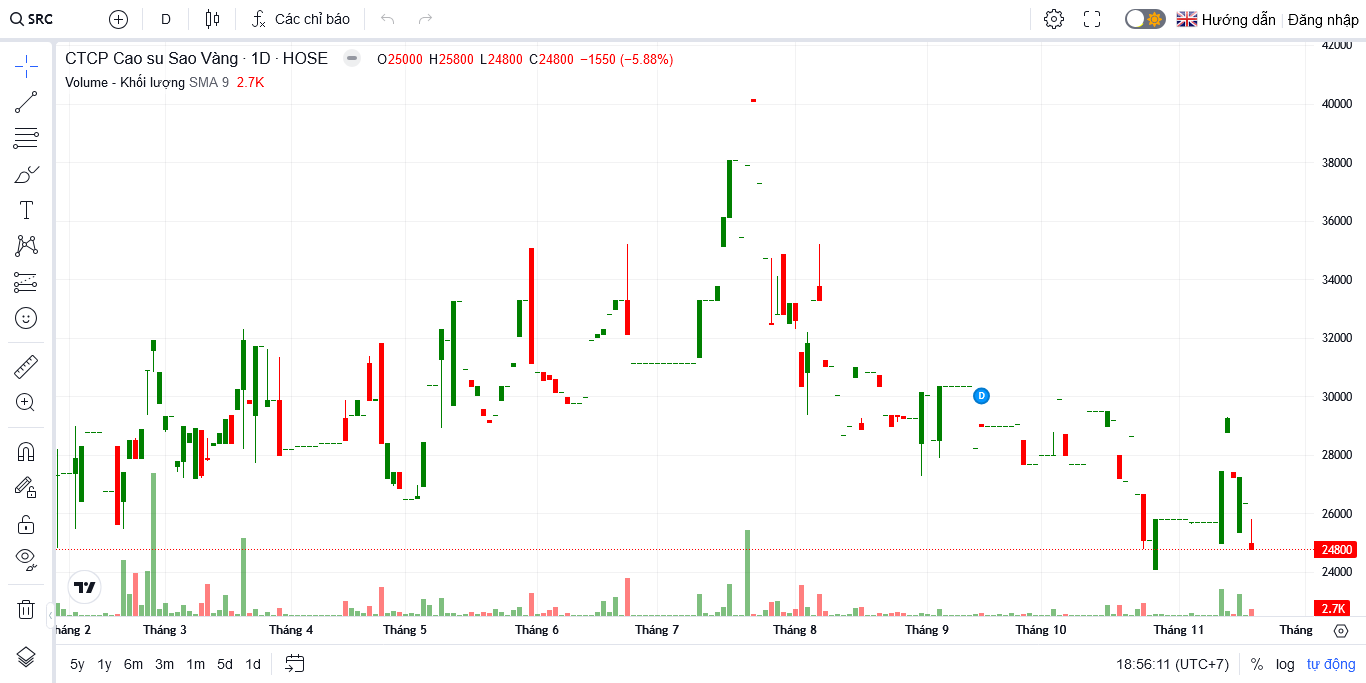 SRC D Các chỉ báo Hướng dẫn Đăng nhập
CTCP Cao su Sao Vàng · 1D · HOSE O25000 H25800 L24800 C24800 −1550 (−5.88%)
Volume - Khối lượng SMA 9 2.7K
42000
40000
38000
36000
34000
32000
30000
D
28000
26000
24800
24000
2.7K
háng 2 Tháng 3 Tháng 4 Tháng 5 Tháng 6 Tháng 7 Tháng 8 Tháng 9 Tháng 10 Tháng 11 Tháng
5y 1y 6m 3m 1m 5d 1d 18:56:11 (UTC+7) % log tự động